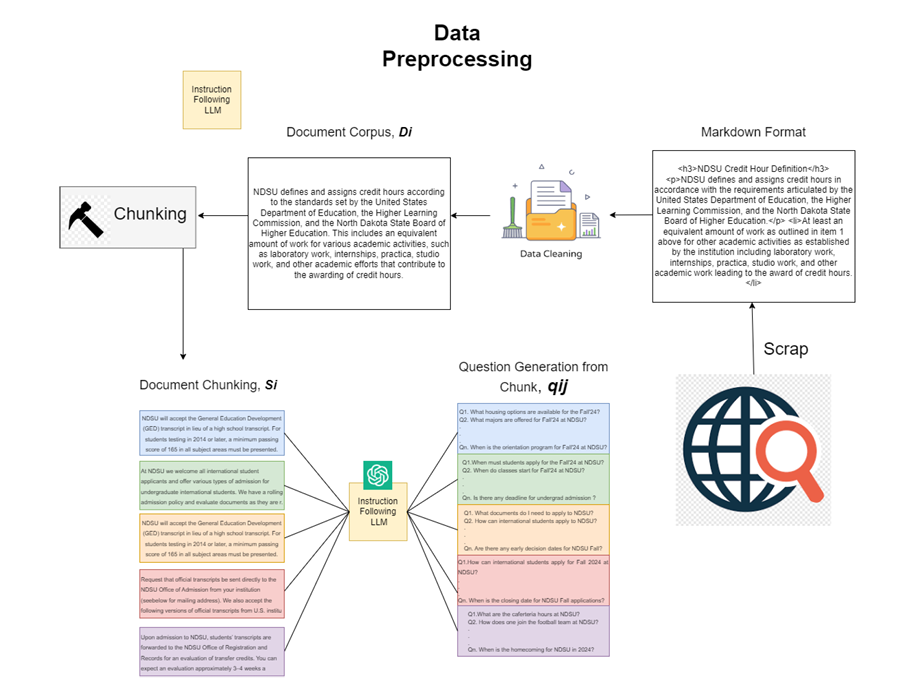 Data
Preprocessing
Instruction
Following
LLM
Document Corpus, Di
Markdown Format
NDSU defines and assigns credit hours according
to the standards set by the United States
Department of Education, the Higher Learning
Commission, and the North Dakota State Board of
Higher Education. This includes an equivalent
amount of work for various academic activities, such
as laboratory work, internships, practica, studio
work, and other academic efforts that contribute to
the awarding of credit hours.
<h3>NDSU Credit Hour Definition</h3>
<p>NDSU defines and assigns credit hours in
accordance with the requirements articulated by the
United States Department of Education, the Higher
Learning Commission, and the North Dakota State
Board of Higher Education.</p> <li>At least an
equivalent amount of work as outlined in item 1
above for other academic activities as established
by the institution including laboratory work,
internships, practica, studio work, and other
academic work leading to the award of credit hours.
</li>
Chunking
Data Cleaning
Scrap
Document Chunking, Si
Question Generation from
Chunk, qij
NDSU will accept the General Education Development
(GED) transcript in lieu of a high school transcript. For
students testing in 2014 or later, a minimum passing
score of 165 in all subject areas must be presented.
At NDSU we welcome all international student
applicants and offer various types of admission for
undergraduate international students. We have a rolling
admission policy and evaluate documents as they are r
NDSU will accept the General Education Development
(GED) transcript in lieu of a high school transcript. For
students testing in 2014 or later, a minimum passing
score of 165 in all subject areas must be presented.
Request that official transcripts be sent directly to the
NDSU Office of Admission from your institution
(seebelow for mailing address). We also accept the
following versions of official transcripts from U.S. institu
Upon admission to NDSU, students' transcripts are
forwarded to the NDSU Office of Registration and
Records for an evaluation of transfer credits. You can
expect an evaluation approximately 3-4 weeks a
Instruction
Following
LLM
Q1. What housing options are available for the Fall'24?
Q2. What majors are offered for Fall'24 at NDSU?
.
.
Qn. When is the orientation program for Fall'24 at NDSU?
Q1.When must students apply for the Fall'24 at NDSU?
Q2. When do classes start for Fall'24 at NDSU?
.
.
Qn. Is there any deadline for undergrad admission ?
Q1. What documents do I need to apply to NDSU?
Q2. How can international students apply to NDSU?
.
.
Qn. Are there any early decision dates for NDSU Fall?
Q1.How can international students apply for Fall 2024 at
NDSU?
.
Qn. When is the closing date for NDSU Fall applications?
Q1.What are the cafeteria hours at NDSU?
Q2. How does one join the football team at NDSU?
.
.
Qn. When is the homecoming for NDSU in 2024?